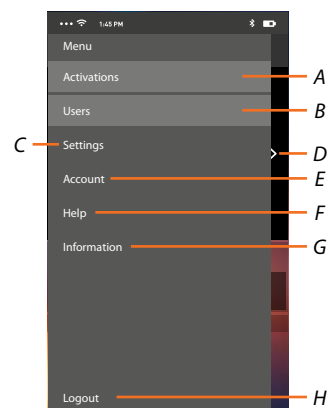 1:45 PM
Menu
Activations A
Users B
C Settings
D
Account E
Help F
Information G
Logout H